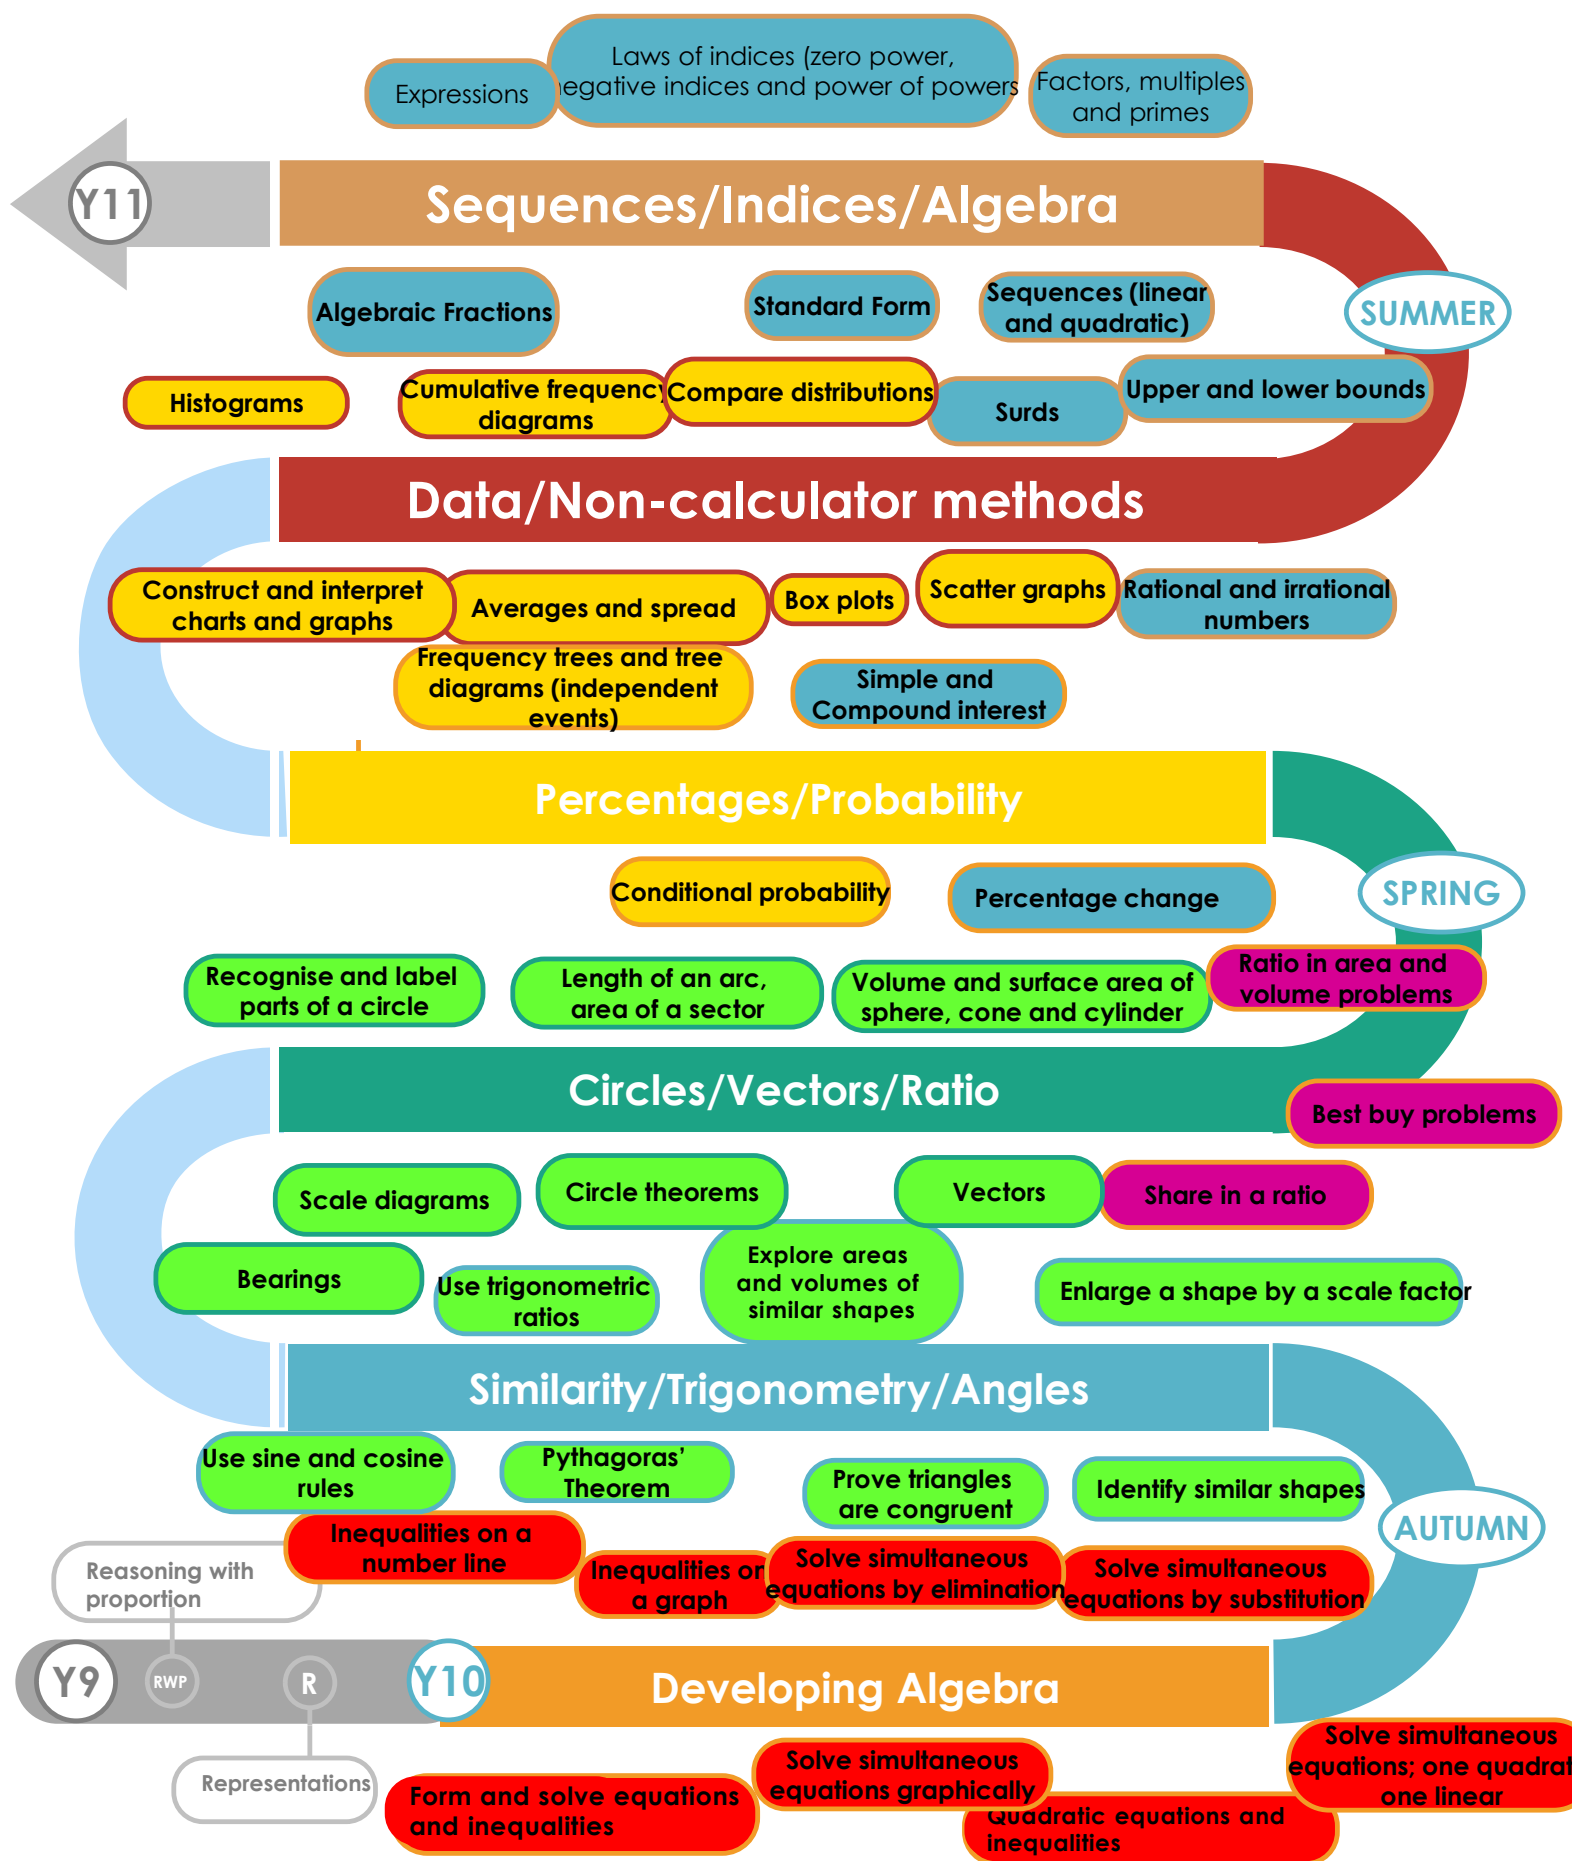 Laws of indices (zero power,
egative indices and power of powers
Expressions
Factors, multiples
and primes
Y11
Sequences/Indices/Algebra
Algebraic Fractions
Standard Form
Sequences (linear
and quadratic)
SUMMER
Histograms
Cumulative frequency
diagrams
Compare distributions
Surds
Upper and lower bounds
Data/Non-calculator methods
Construct and interpret
charts and graphs
Averages and spread
Box plots
Scatter graphs
Rational and irrational
numbers
Frequency trees and tree
diagrams (independent
events)
Simple and
Compound interest
Percentages/Probability
Conditional probability
Percentage change
SPRING
Recognise and label
parts of a circle
Length of an arc,
area of a sector
Volume and surface area of
sphere, cone and cylinder
Ratio in area and
volume problems
Circles/Vectors/Ratio
Best buy problems
Scale diagrams
Circle theorems
Vectors
Share in a ratio
Bearings
Use trigonometric
ratios
Explore areas
and volumes of
similar shapes
Enlarge a shape by a scale factor
Similarity/Trigonometry/Angles
Use sine and cosine
rules
Pythagoras’
Theorem
Prove triangles
are congruent
Identify similar shapes
AUTUMN
Reasoning with
proportion
Inequalities on a
number line
Inequalities on
a graph
Solve simultaneous
equations by elimination
Solve simultaneous
equations by substitution
Y9
RWP
R
Y10
Developing Algebra
Representations
Form and solve equations
and inequalities
Solve simultaneous
equations graphically
Quadratic equations and
inequalities
Solve simultaneous
equations; one quadrat
one linear